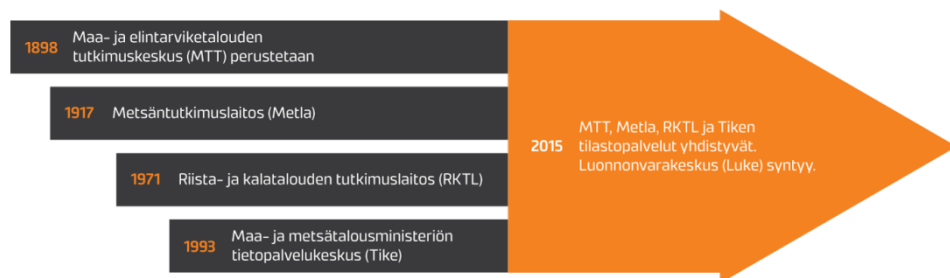 1898 Maa- ja elintarviketalouden
tutkimuskeskus (MTT) perustetaan
1917 Metsäntutkimuslaitos (Metla)
1971 Riista- ja kalatalouden tutkimuslaitos (RKTL)
1993 Maa- ja metsätalousministeriön
tietopalvelukeskus (Tike)
2015 MTT, Metla, RKTL ja Tiken
tilastopalvelut yhdistyvät.
Luonnonvarakeskus (Luke) syntyy.